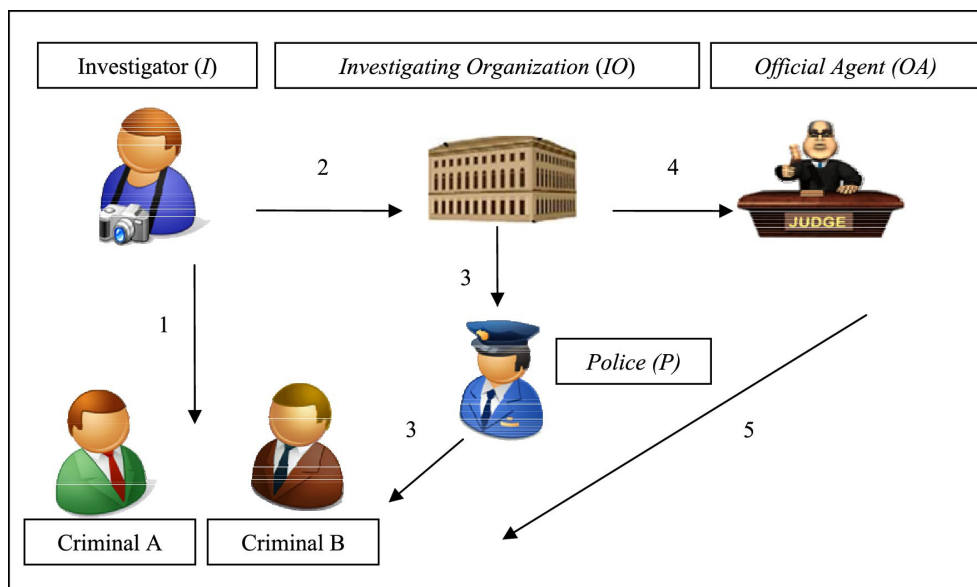 Investigator (I)
Investigating Organization (IO)
Official Agent (OA)
2
4
JUDGE
3
1
Police (P)
3
5
Criminal A
Criminal B